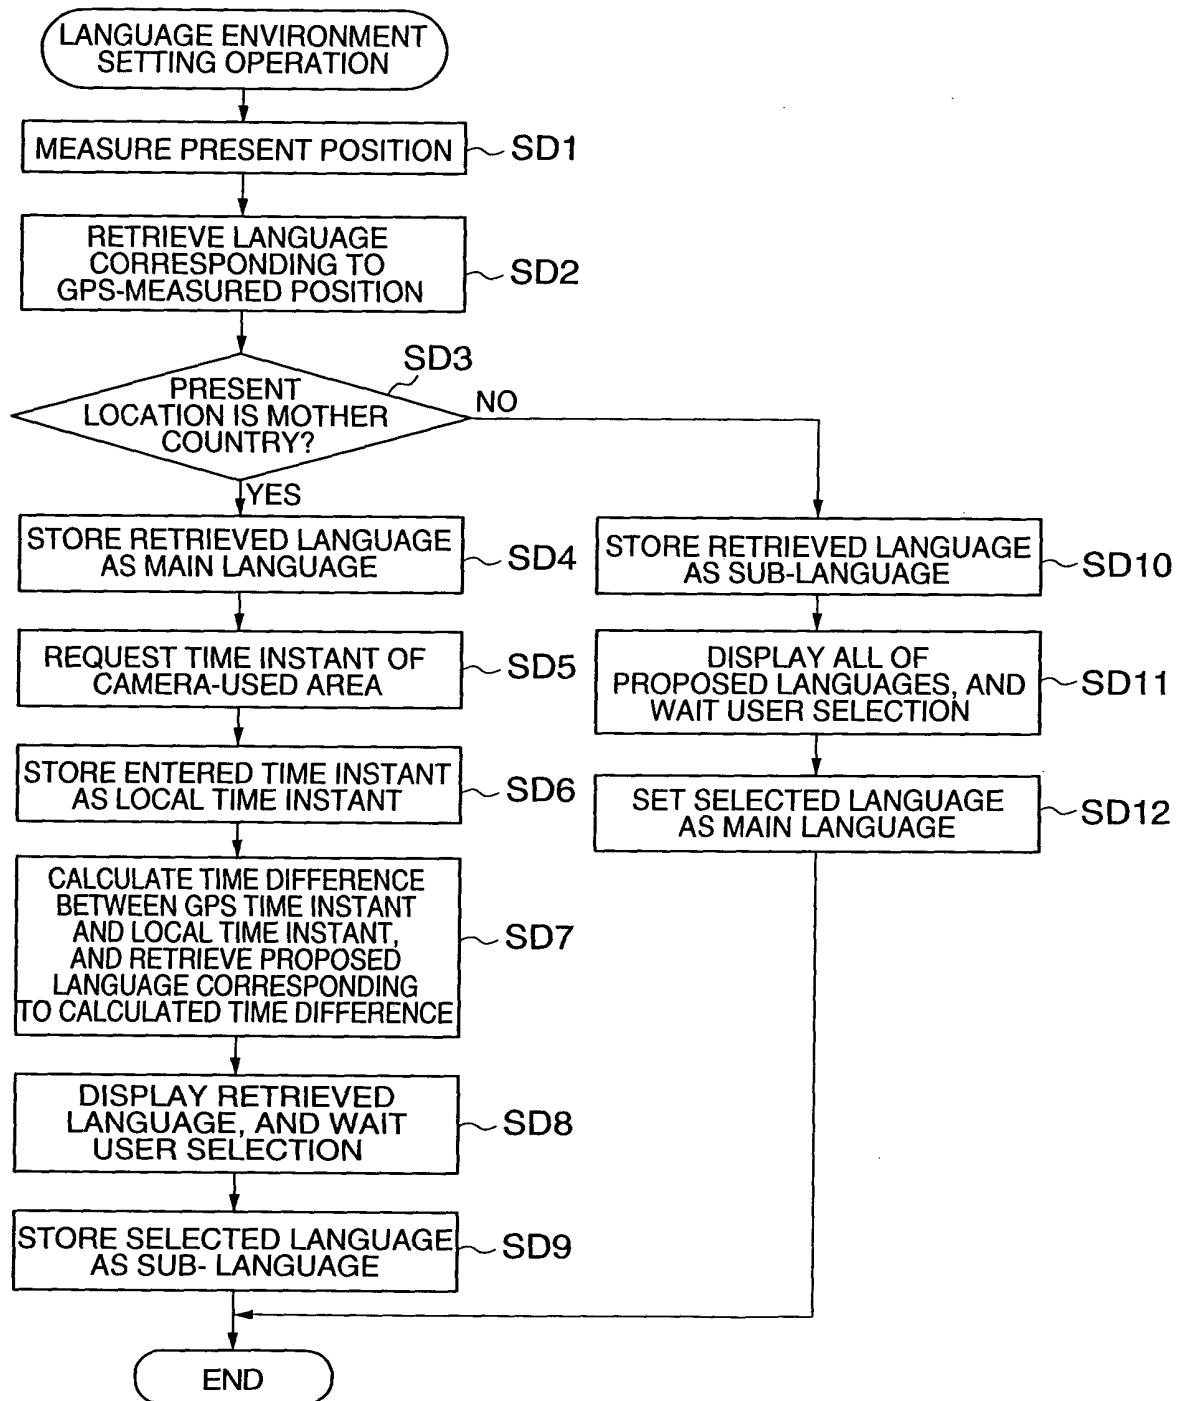 LANGUAGE ENVIRONMENT
SETTING OPERATION
MEASURE PRESENT POSITION
SD1
RETRIEVE LANGUAGE
CORRESPONDING TO
GPS-MEASURED POSITION
SD2
SD3
PRESENT
LOCATION IS MOTHER
COUNTRY?
NO
YES
STORE RETRIEVED LANGUAGE
AS MAIN LANGUAGE
SD4
REQUEST TIME INSTANT OF
CAMERA-USED AREA
SD5
STORE ENTERED TIME INSTANT
AS LOCAL TIME INSTANT
SD6
CALCULATE TIME DIFFERENCE
BETWEEN GPS TIME INSTANT
AND LOCAL TIME INSTANT,
AND RETRIEVE PROPOSED
LANGUAGE CORRESPONDING
TO CALCULATED TIME DIFFERENCE
SD7
DISPLAY RETRIEVED
LANGUAGE, AND WAIT
USER SELECTION
SD8
STORE SELECTED LANGUAGE
AS SUB- LANGUAGE
SD9
STORE RETRIEVED LANGUAGE
AS SUB-LANGUAGE
SD10
DISPLAY ALL OF
PROPOSED LANGUAGES, AND
WAIT USER SELECTION
SD11
SET SELECTED LANGUAGE
AS MAIN LANGUAGE
SD12
END